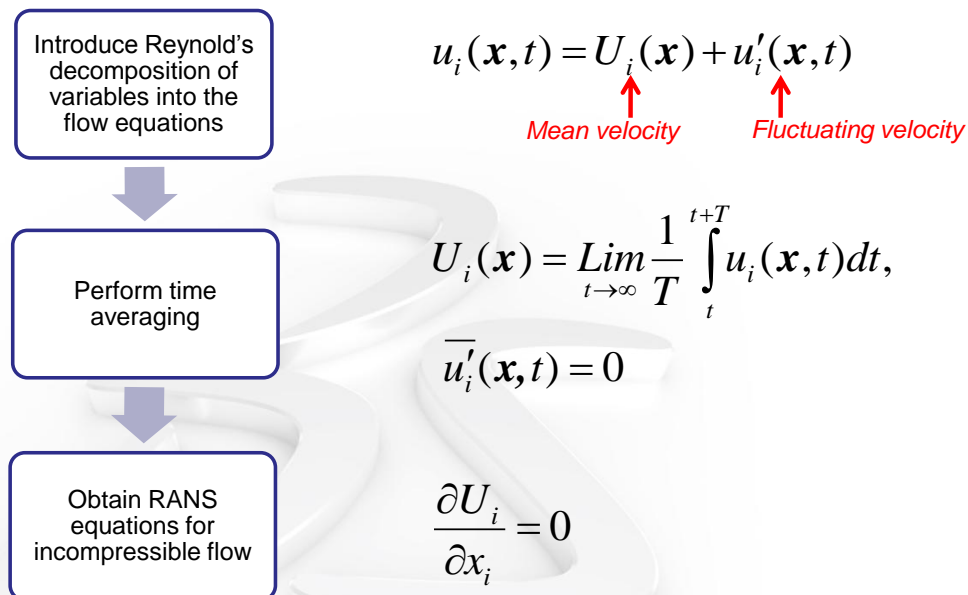 Introduce Reynold's
decomposition of
variables into the
flow equations
u_i(x,t) = U_i(x) + u′_i(x,t)
Mean velocity Fluctuating velocity
Perform time
averaging
U_i(x) = Lim_{t→∞} 1/T ∫_t^{t+T} u_i(x,t)dt,
\overline{u′_i}(x,t) = 0
Obtain RANS
equations for
incompressible flow
∂U_i/∂x_i = 0